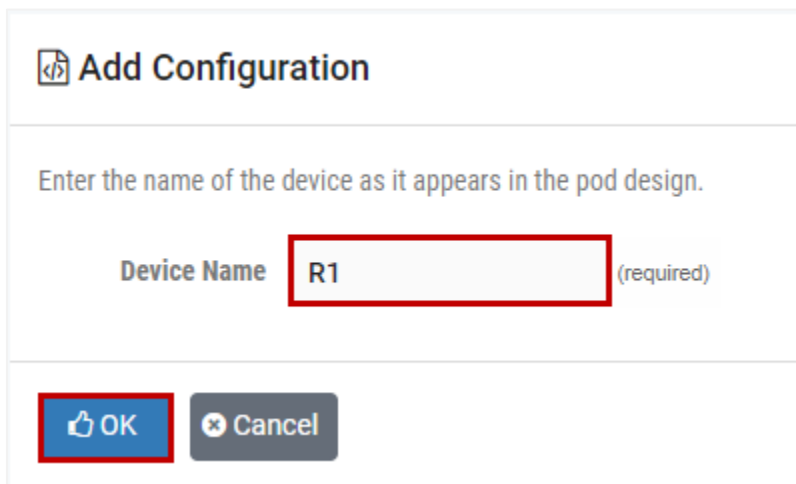 Add Configuration
Enter the name of the device as it appears in the pod design.
Device Name R1 (required)
OK Cancel